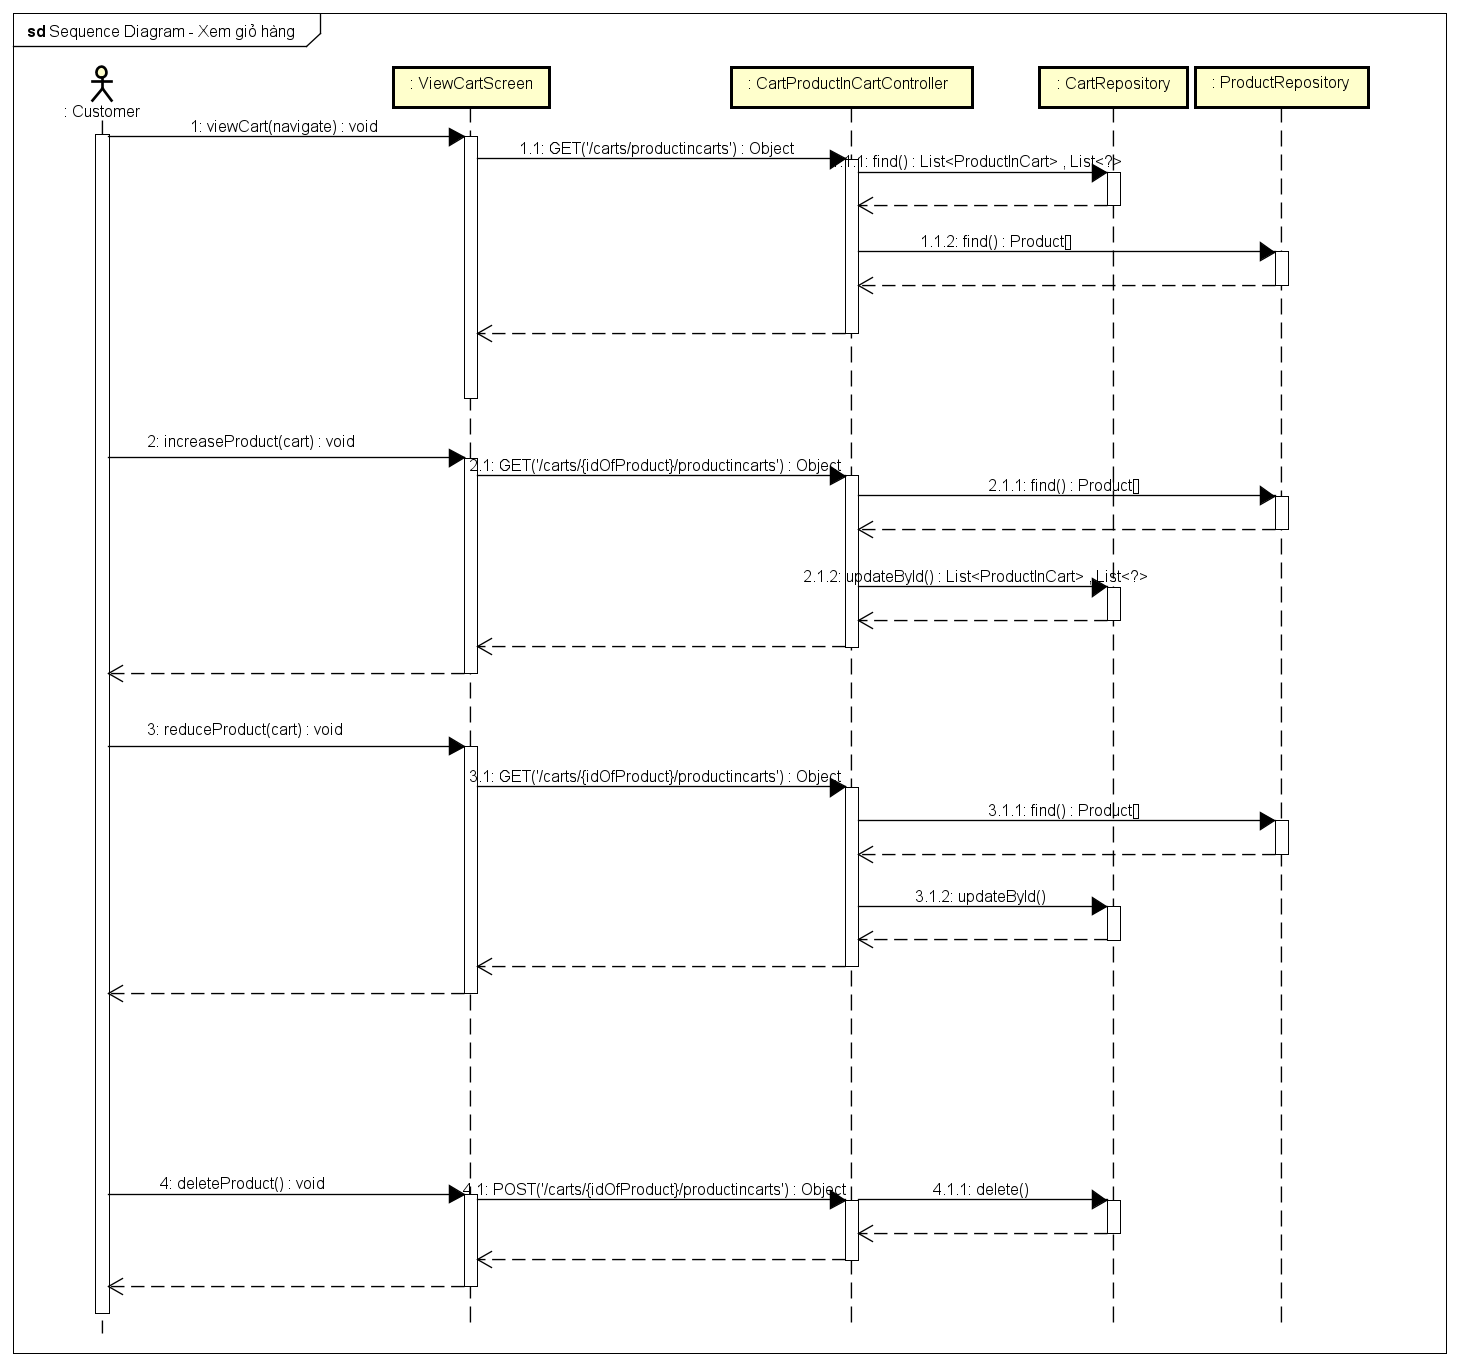 sd Sequence Diagram - Xem giỏ hàng
: Customer
: ViewCartScreen
: CartProductInCartController
: CartRepository
: ProductRepository
1: viewCart(navigate) : void
1.1: GET('/carts/productincarts') : Object
1.1.1: find() : List<ProductInCart> , List<?>
1.1.2: find() : Product[]
2: increaseProduct(cart) : void
2.1: GET('/carts/{idOfProduct}/productincarts') : Object
2.1.1: find() : Product[]
2.1.2: updateById() : List<ProductInCart> , List<?>
3: reduceProduct(cart) : void
3.1: GET('/carts/{idOfProduct}/productincarts') : Object
3.1.1: find() : Product[]
3.1.2: updateById()
4: deleteProduct() : void
4.1: POST('/carts/{idOfProduct}/productincarts') : Object
4.1.1: delete()